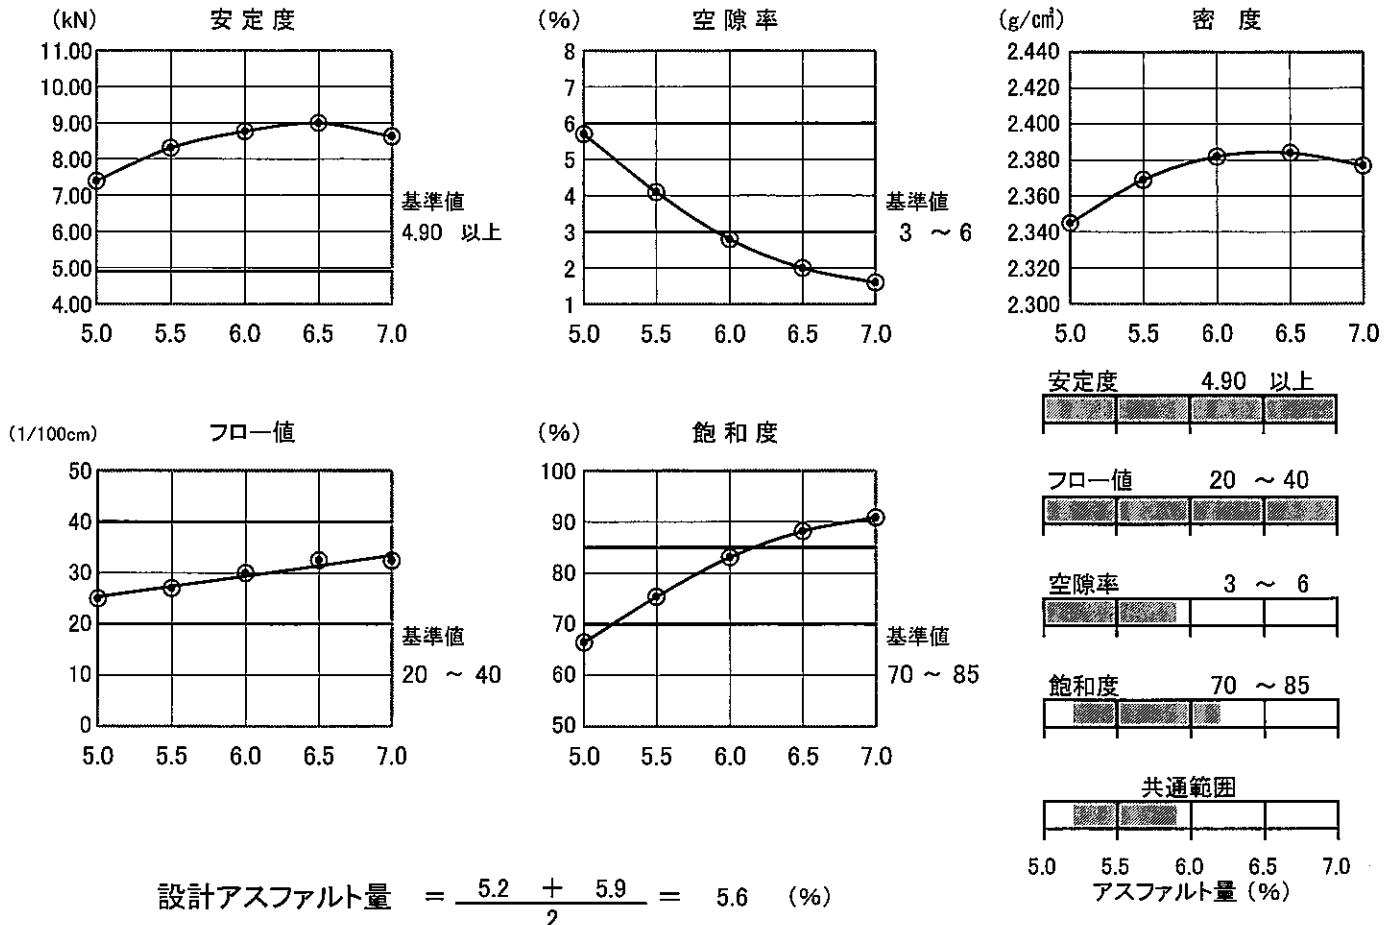 (kN) 安定度
11.00
10.00
9.00
8.00
7.00
6.00
5.00
4.00
5.0 5.5 6.0 6.5 7.0
基準値
4.90 以上
(%) 空隙率
8
7
6
5
4
3
2
1
5.0 5.5 6.0 6.5 7.0
基準値
3 ～ 6
(g/cm³) 密度
2.440
2.420
2.400
2.380
2.360
2.340
2.320
2.300
5.0 5.5 6.0 6.5 7.0
(1/100cm) フロー値
50
40
30
20
10
0
5.0 5.5 6.0 6.5 7.0
基準値
20 ～ 40
(%) 飽和度
100
90
80
70
60
50
5.0 5.5 6.0 6.5 7.0
基準値
70 ～ 85
安定度 4.90 以上
フロー値 20 ～ 40
空隙率 3 ～ 6
飽和度 70 ～ 85
共通範囲
5.0 5.5 6.0 6.5 7.0
アスファルト量 (%)
設計アスファルト量 = 5.2 + 5.9 = 5.6 (%)
2